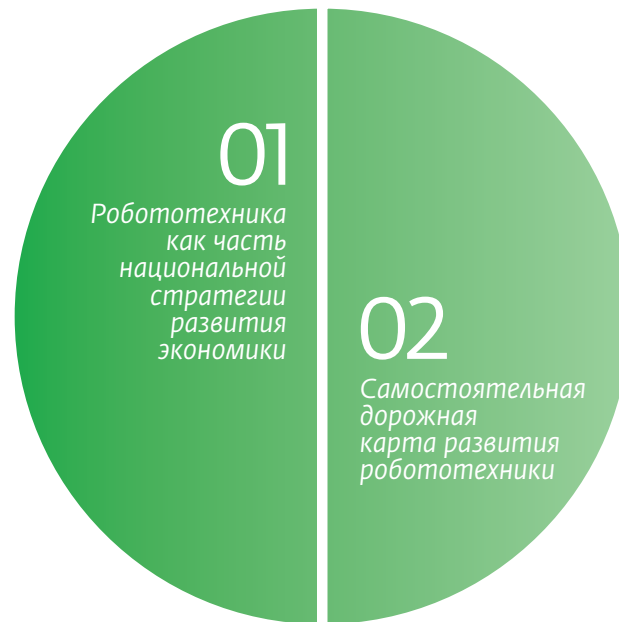 01
Робототехника
как часть
национальной
стратегии
развития
экономики
02
Самостоятельная
дорожная
карта развития
робототехники